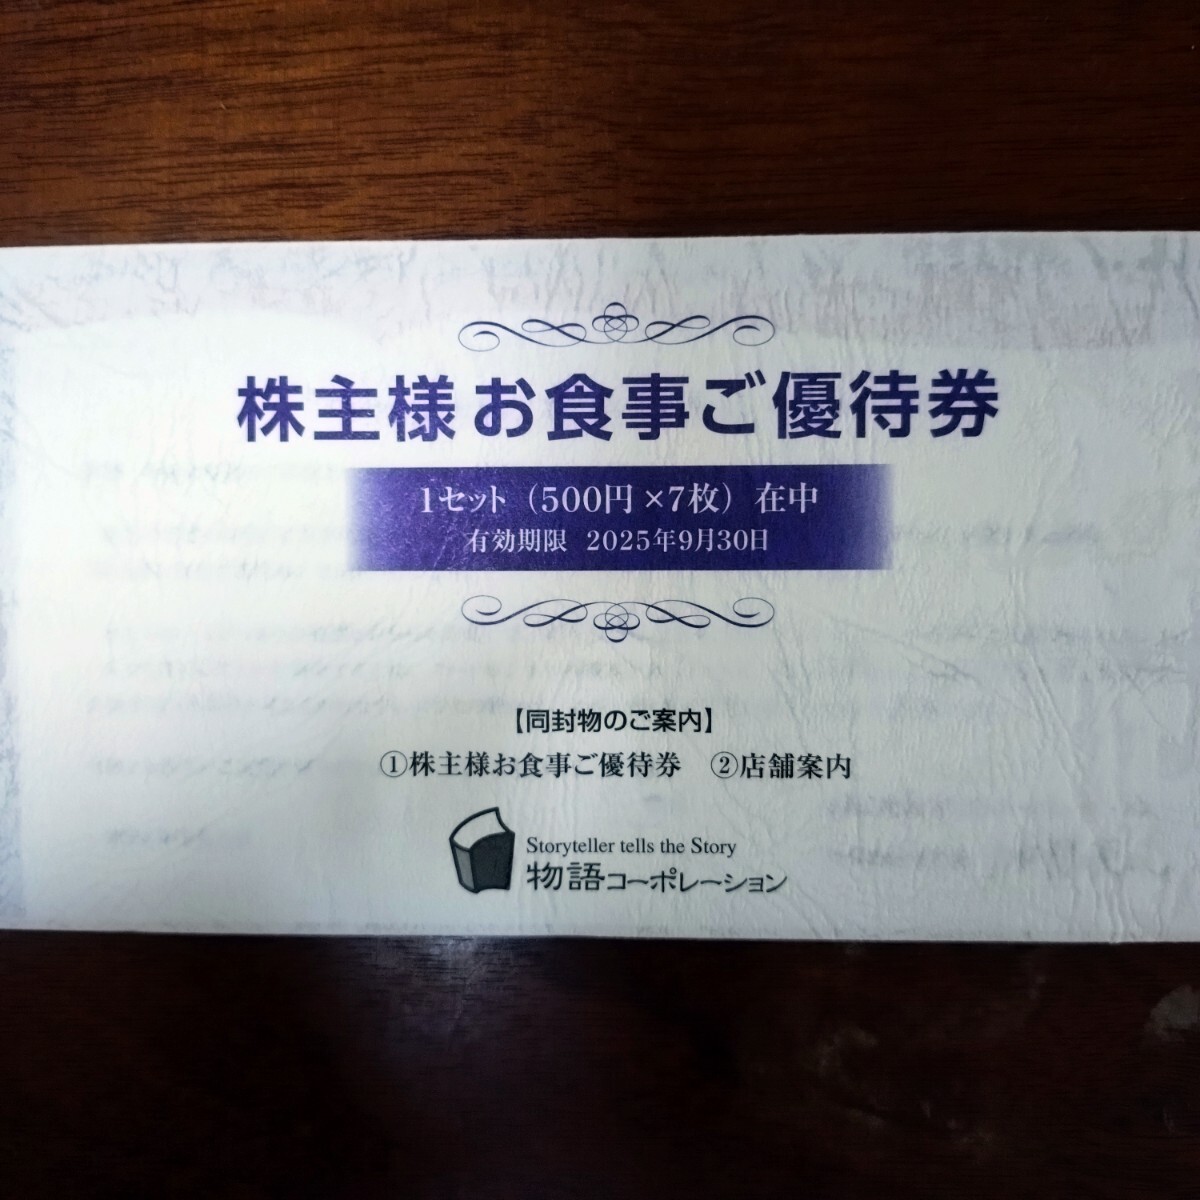 株主様お食事ご優待券
1セット（500円×7枚）在中
有効期限 2025年9月30日
【同封物のご案内】
①株主様お食事ご優待券 ②店舗案内
Storyteller tells the Story
物語コーポレーション